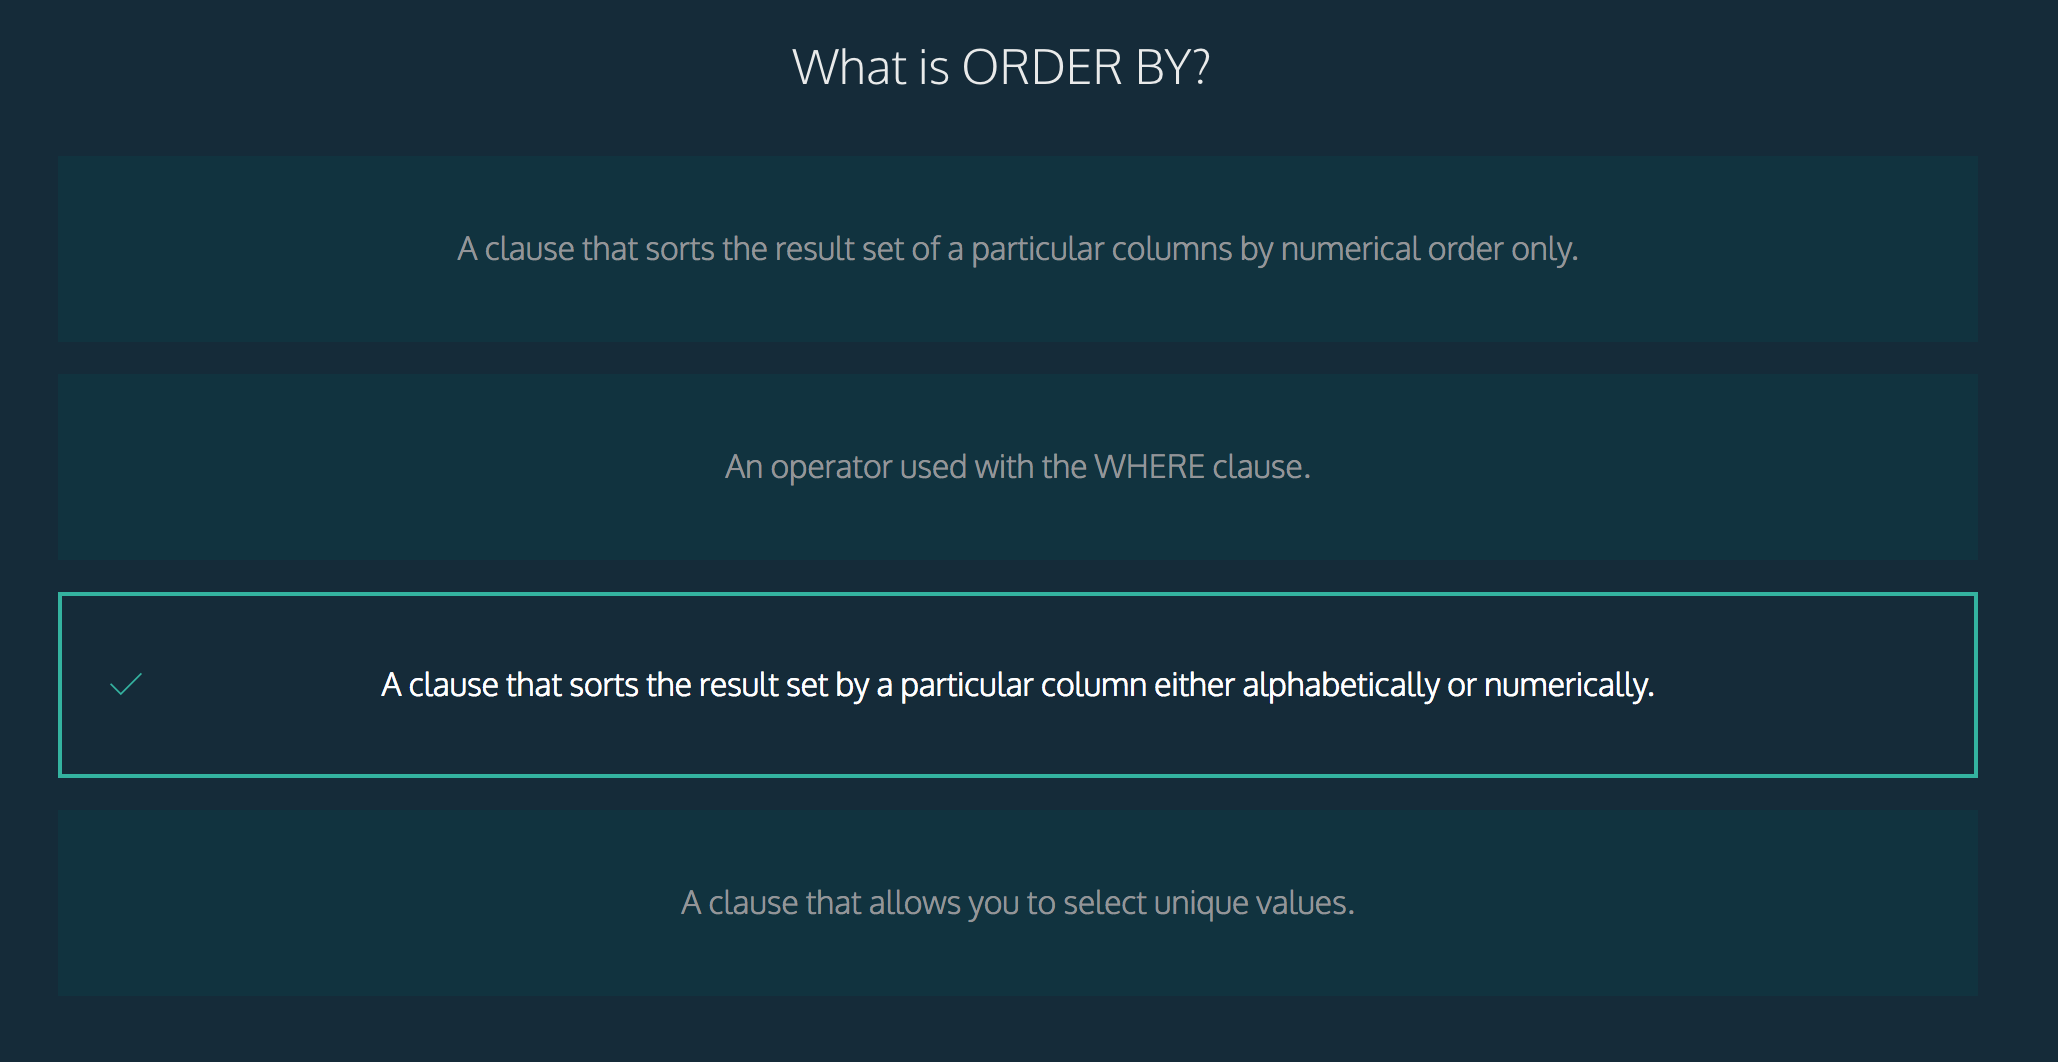 What is ORDER BY?
A clause that sorts the result set of a particular columns by numerical order only.
An operator used with the WHERE clause.
A clause that sorts the result set by a particular column either alphabetically or numerically.
A clause that allows you to select unique values.